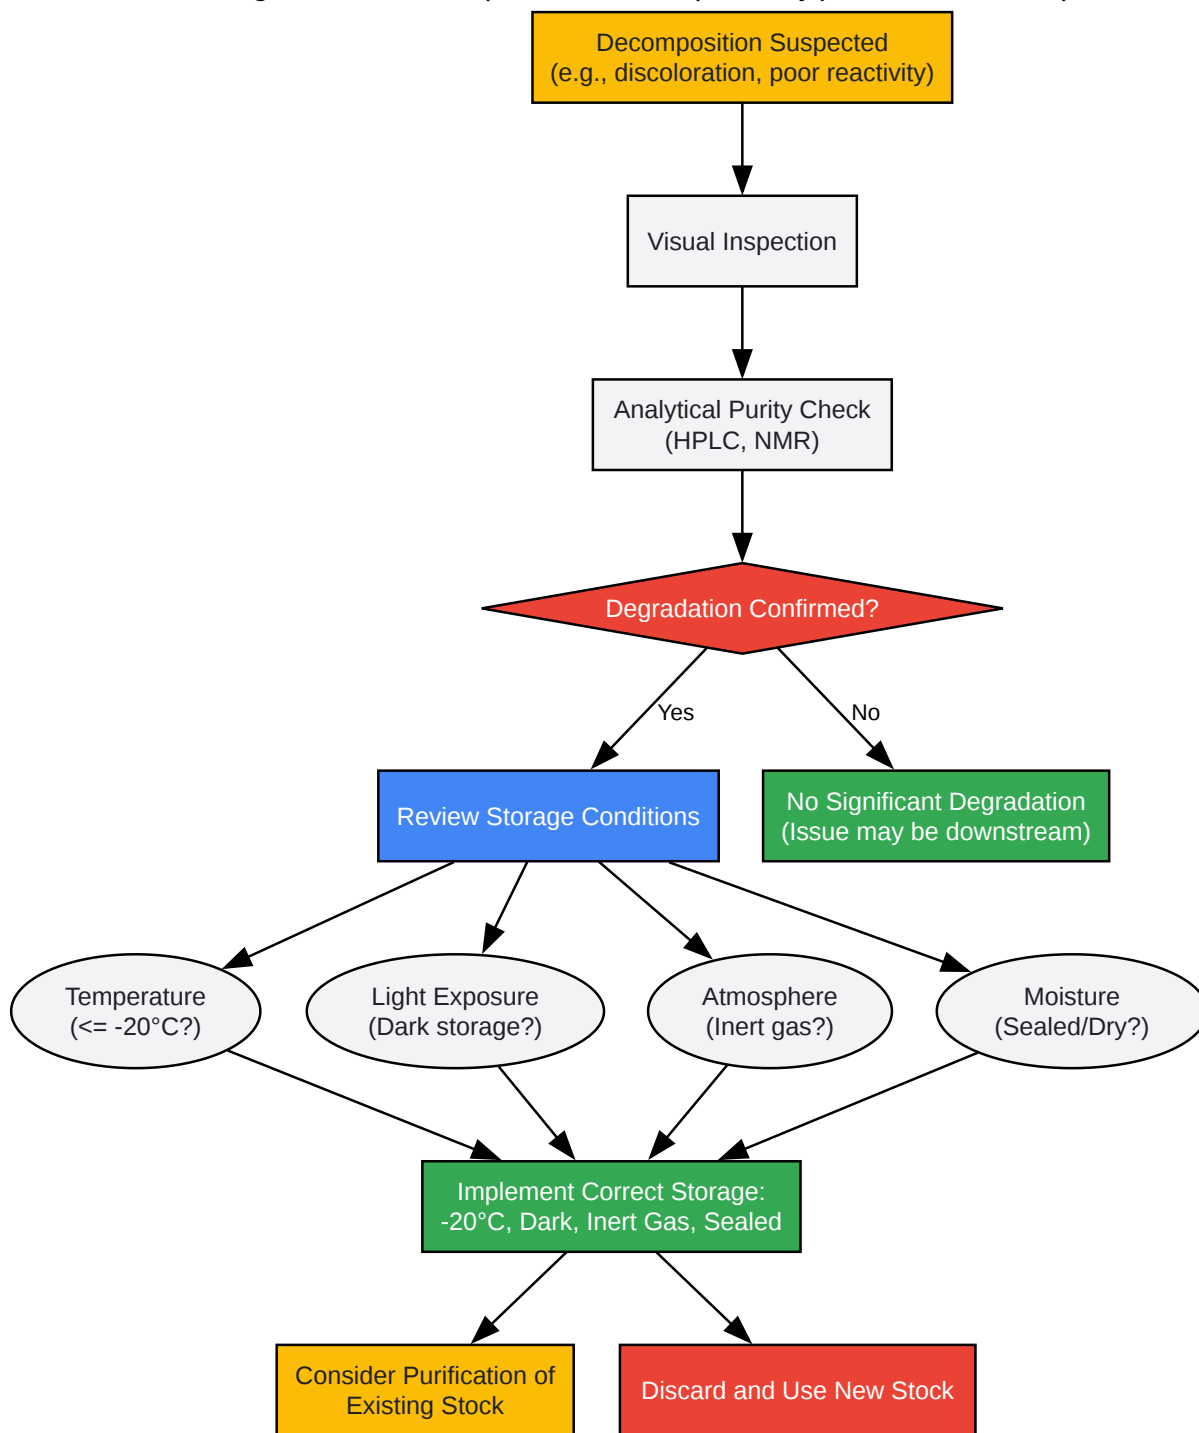 Decomposition Suspected
(e.g., discoloration, poor reactivity)
Visual Inspection
Analytical Purity Check
(HPLC, NMR)
Degradation Confirmed?
Yes
No
Review Storage Conditions
No Significant Degradation
(Issue may be downstream)
Temperature
(<= -20°C?)
Light Exposure
(Dark storage?)
Atmosphere
(Inert gas?)
Moisture
(Sealed/Dry?)
Implement Correct Storage:
-20°C, Dark, Inert Gas, Sealed
Consider Purification of
Existing Stock
Discard and Use New Stock